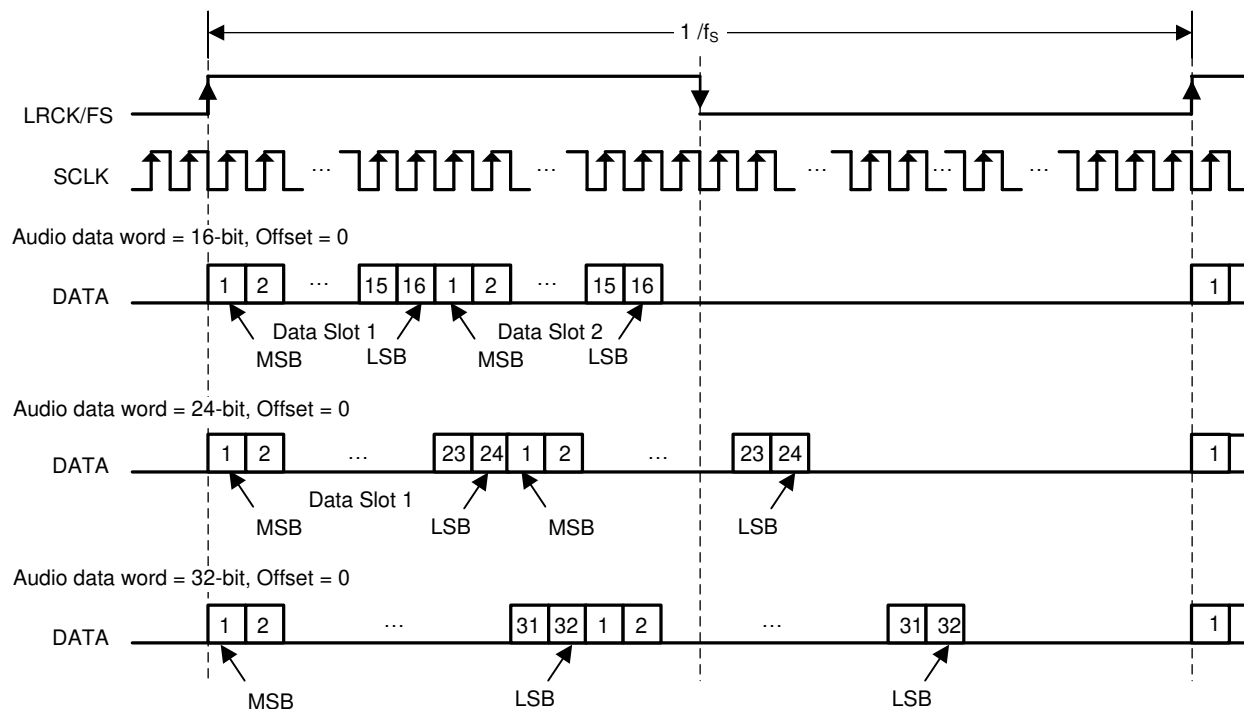 1 /fS
LRCK/FS
SCLK … … … … …
Audio data word = 16-bit, Offset = 0
DATA 1 2 … 15 16 1 2 … 15 16 1
Data Slot 1 Data Slot 2
MSB LSB MSB LSB
Audio data word = 24-bit, Offset = 0
DATA 1 2 … 23 24 1 2 … 23 24 1
Data Slot 1
MSB LSB MSB LSB
Audio data word = 32-bit, Offset = 0
DATA 1 2 … 31 32 1 2 … 31 32 1
MSB LSB LSB